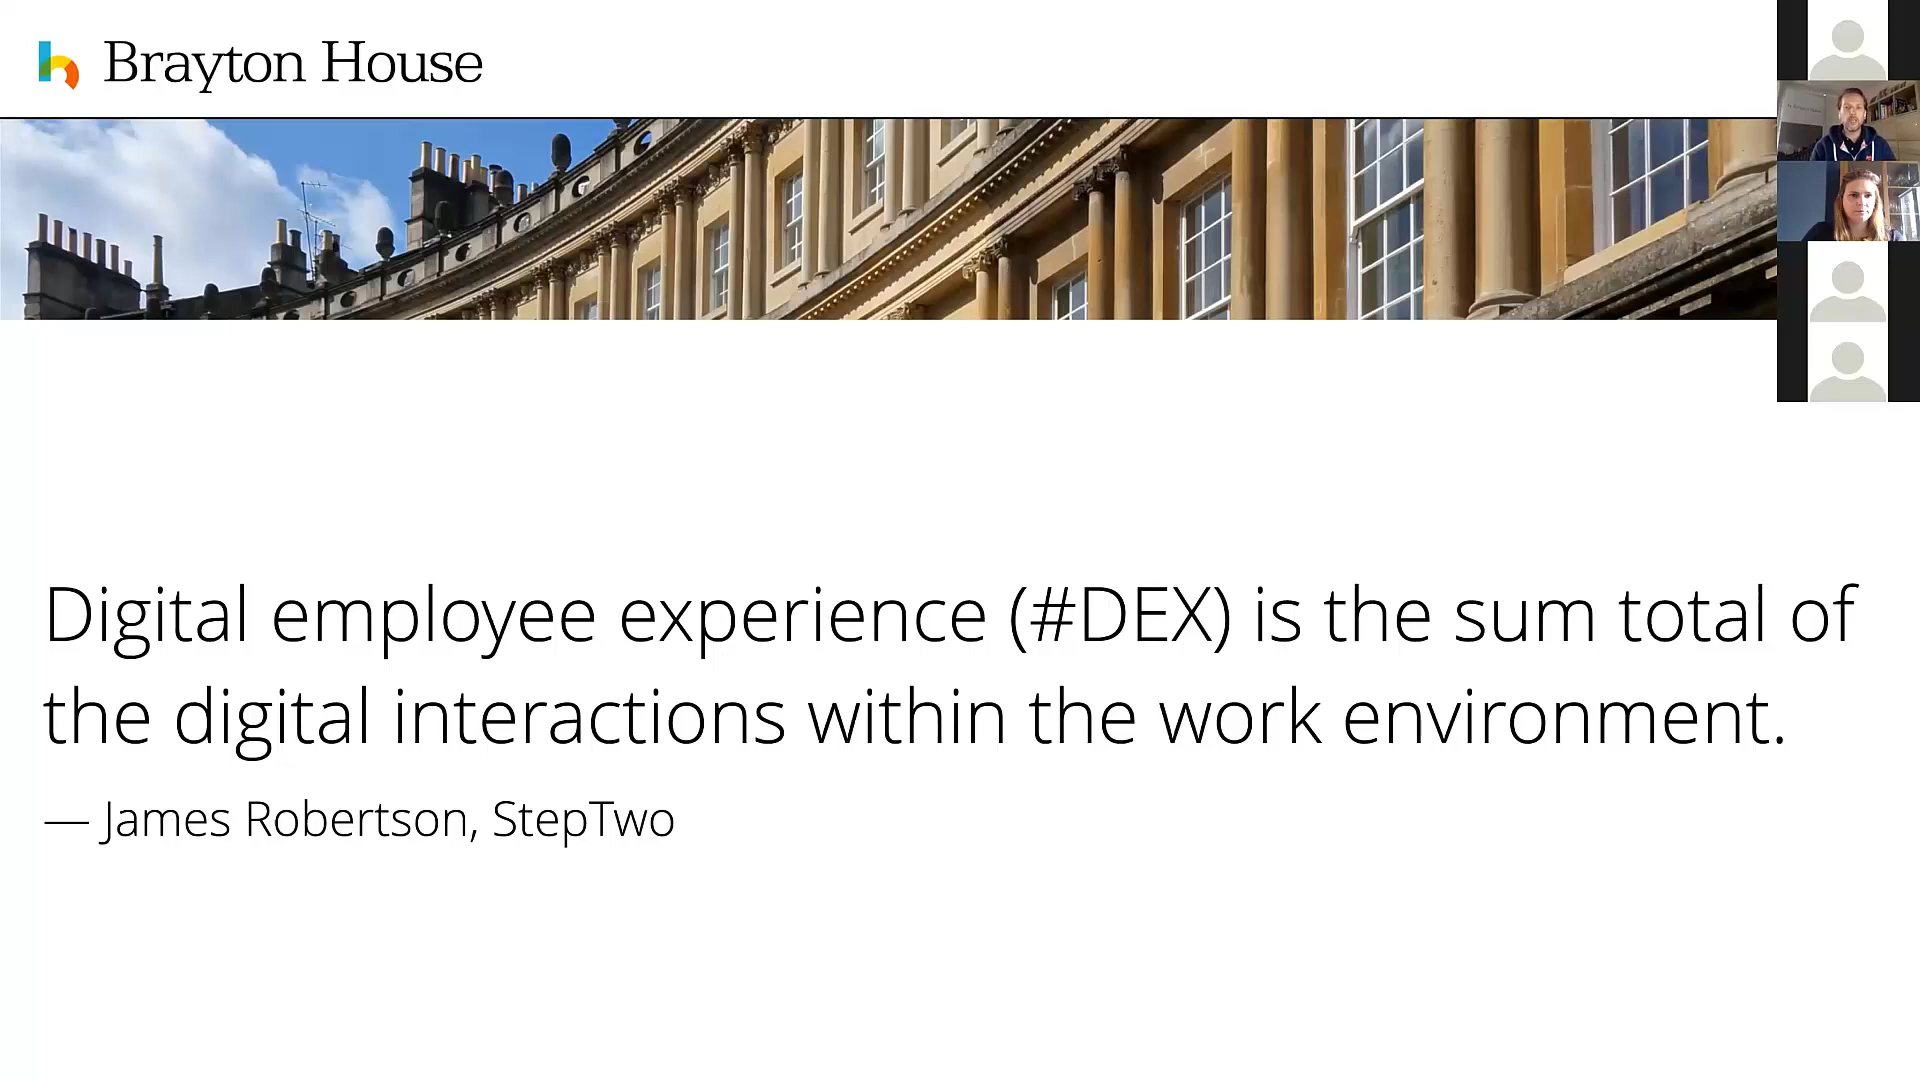 Brayton House
Digital employee experience (#DEX) is the sum total of
the digital interactions within the work environment.
— James Robertson, StepTwo